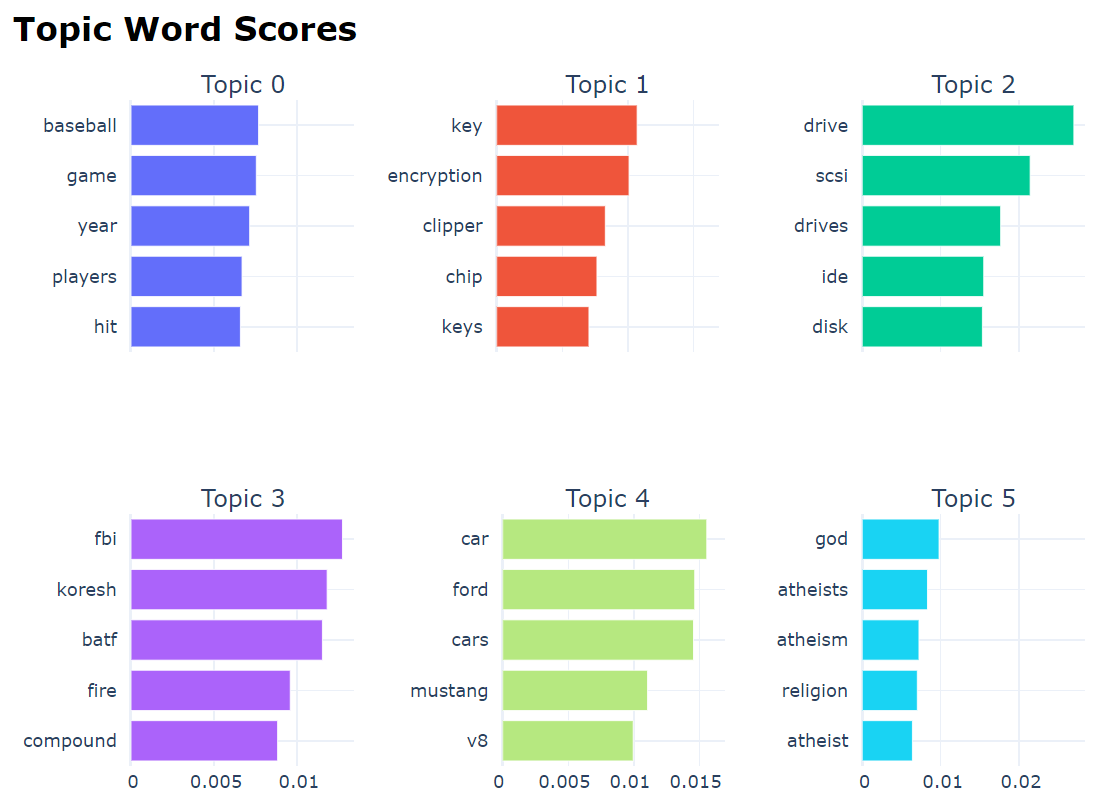 Topic Word Scores
Topic 0
baseball
game
year
players
hit
Topic 1
key
encryption
clipper
chip
keys
Topic 2
drive
scsi
drives
ide
disk
Topic 3
fbi
koresh
batf
fire
compound
0 0.005 0.01
Topic 4
car
ford
cars
mustang
v8
0 0.005 0.01 0.015
Topic 5
god
atheists
atheism
religion
atheist
0 0.01 0.02